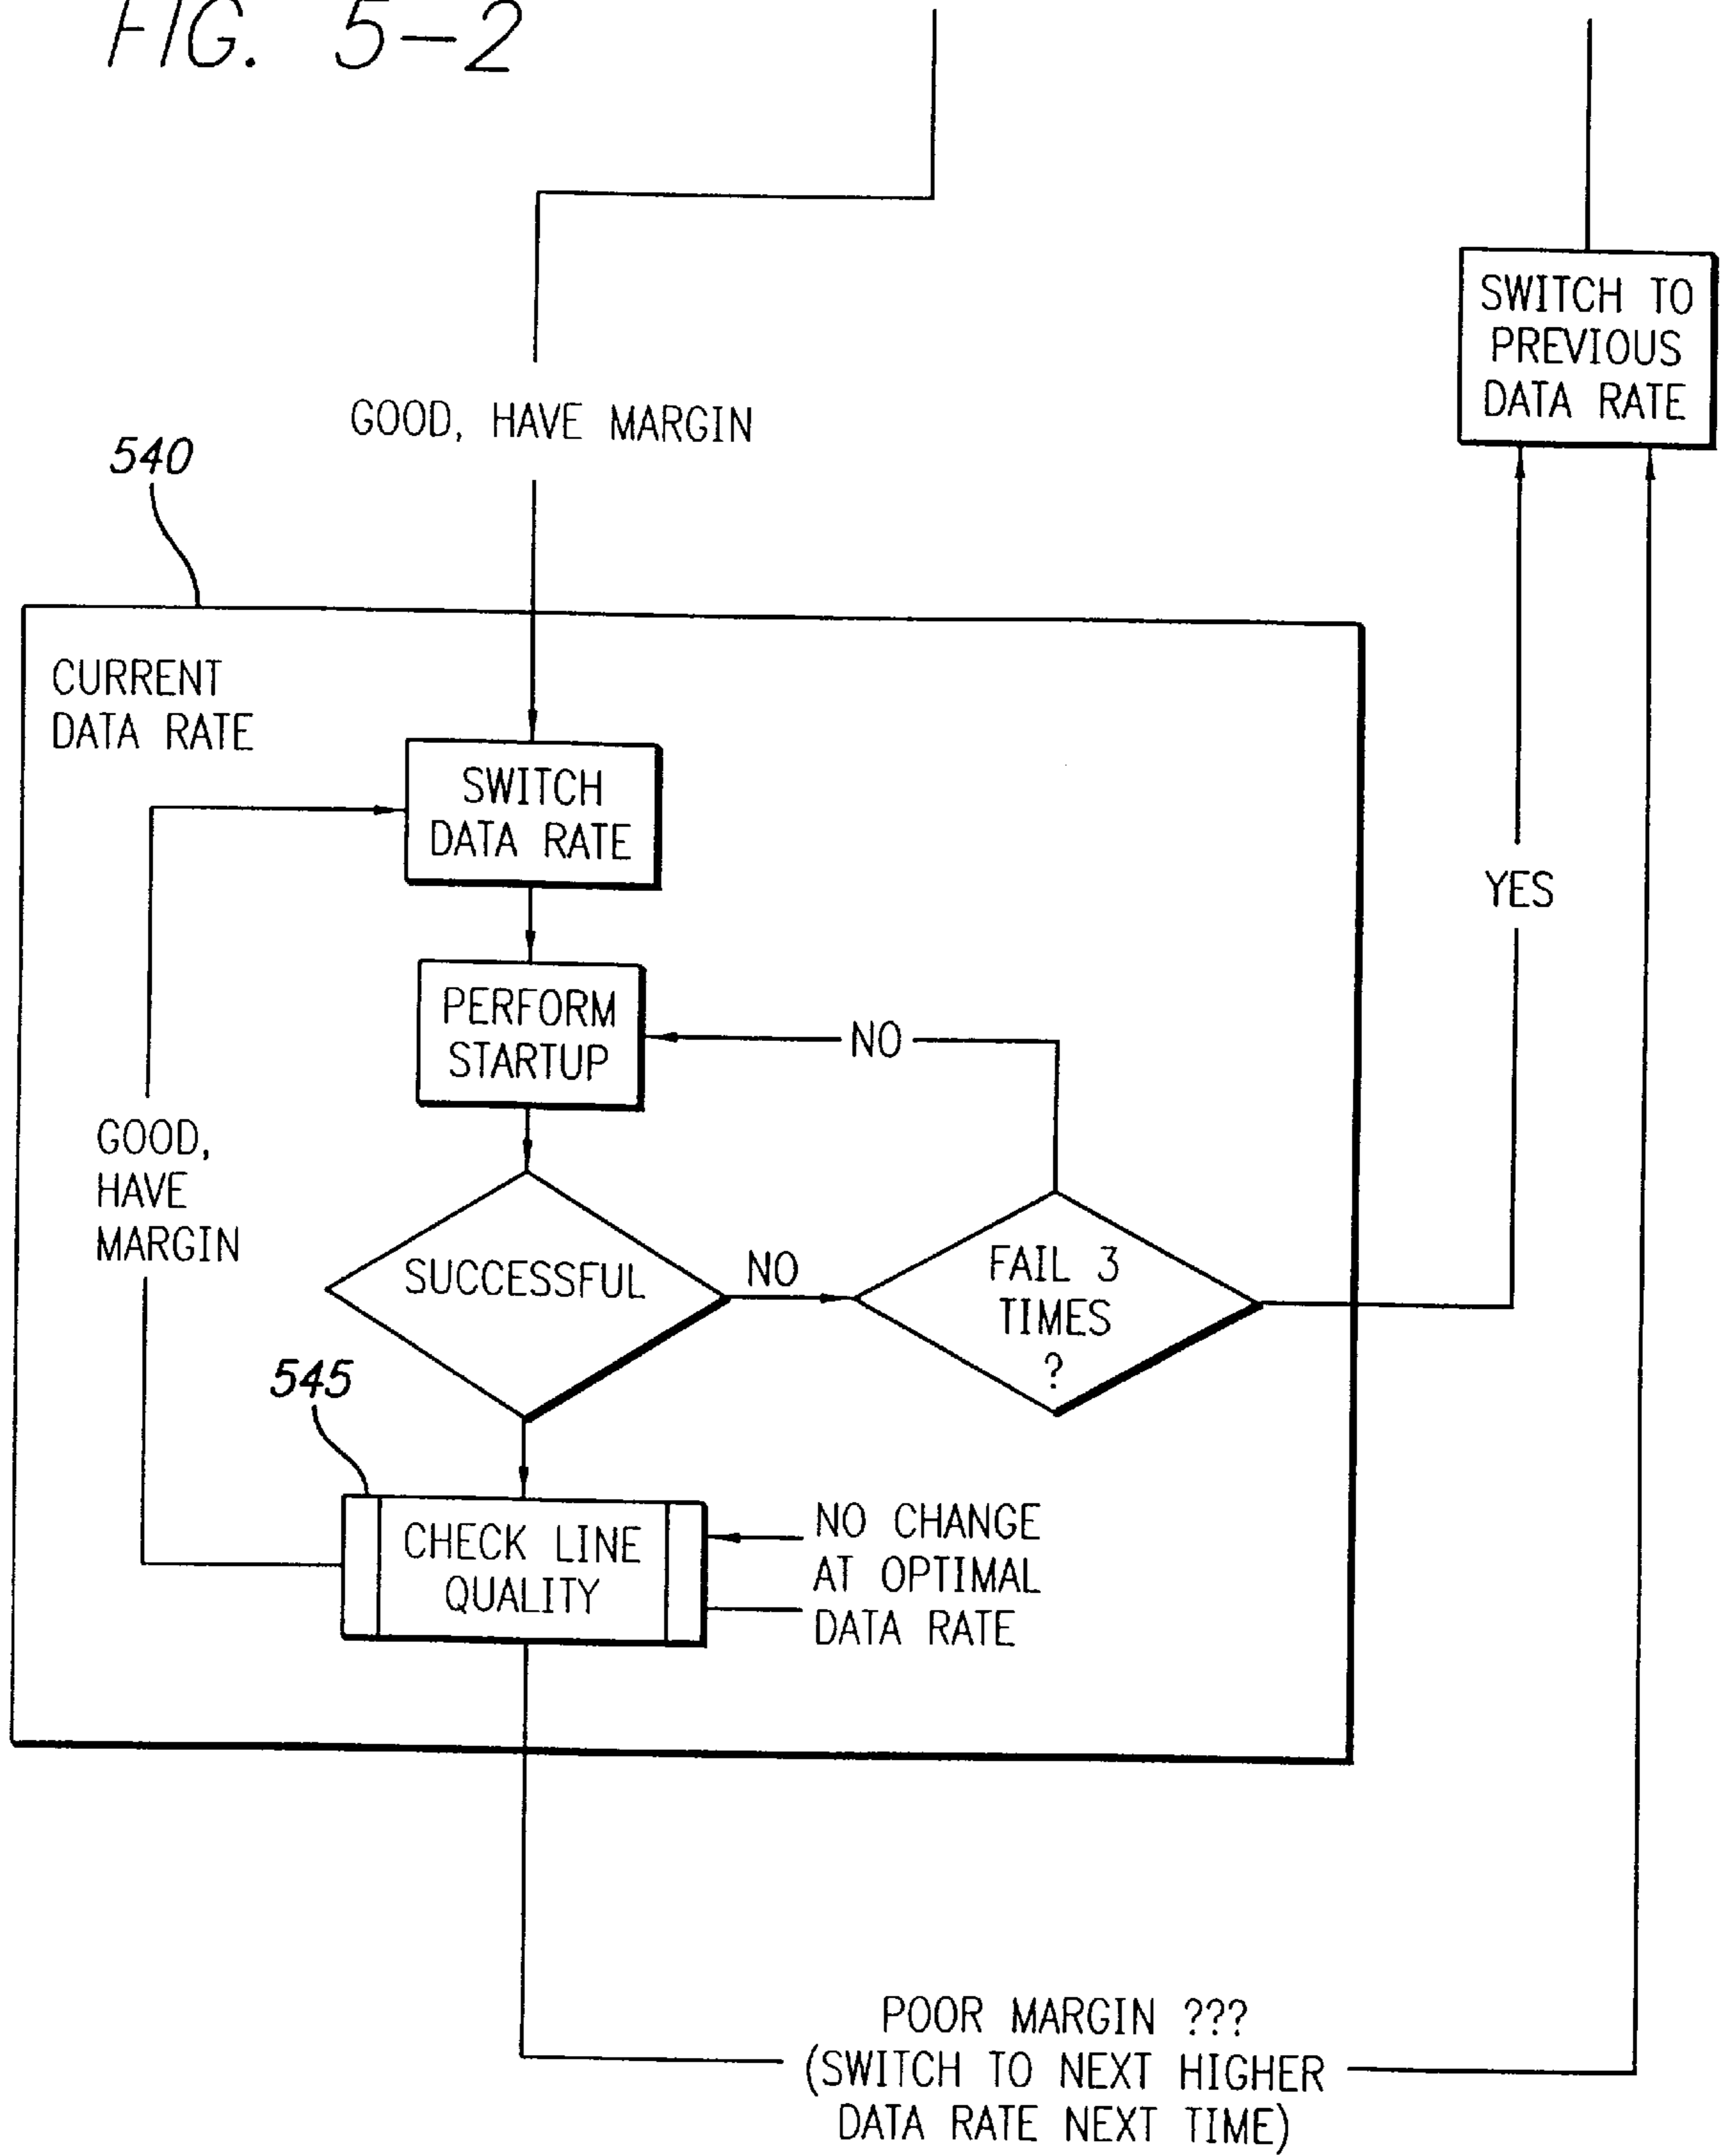 FIG. 5-2
SWITCH TO
PREVIOUS
DATA RATE
GOOD, HAVE MARGIN
540
CURRENT
DATA RATE
SWITCH
DATA RATE
YES
PERFORM
STARTUP
NO
GOOD,
HAVE
MARGIN
SUCCESSFUL
NO
FAIL 3
TIMES
?
545
CHECK LINE
QUALITY
NO CHANGE
AT OPTIMAL
DATA RATE
POOR MARGIN ???
(SWITCH TO NEXT HIGHER
DATA RATE NEXT TIME)